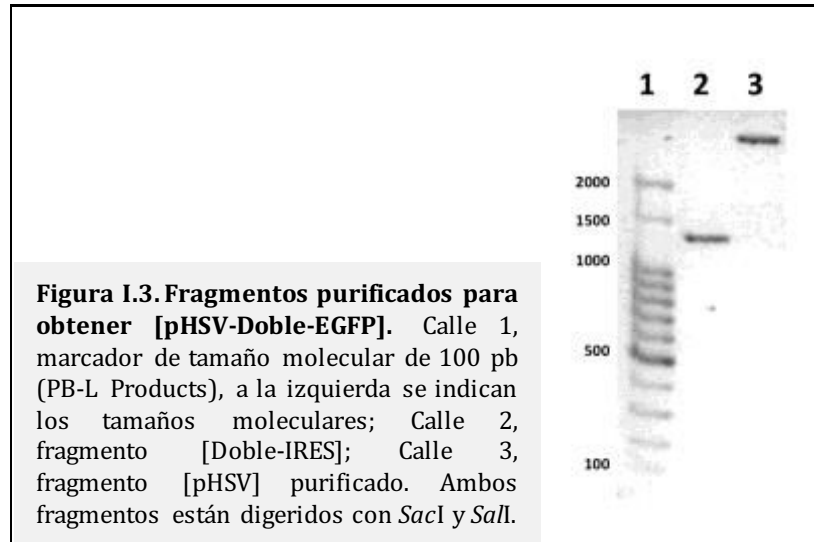 1 2 3
2000
1500
1000
500
100
Figura I.3. Fragmentos purificados para
obtener [pHSV-Doble-EGFP]. Calle 1,
marcador de tamaño molecular de 100 pb
(PB-L Products), a la izquierda se indican
los tamaños moleculares; Calle 2,
fragmento [Doble-IRES]; Calle 3,
fragmento [pHSV] purificado. Ambos
fragmentos están digeridos con SacI y SalI.